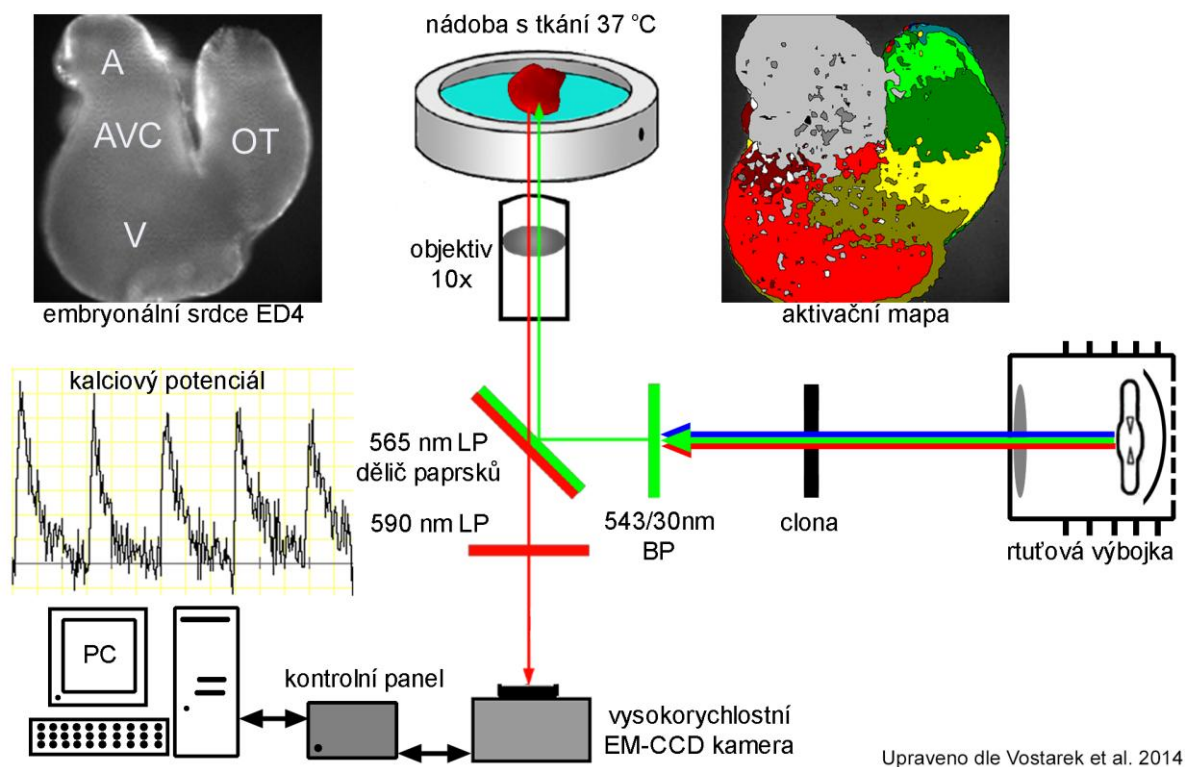 nádoba s tkání 37 °C
A
AVC
OT
V
embryonální srdce ED4
objektiv
10x
aktivační mapa
kalciový potenciál
565 nm LP
dělič paprsků
590 nm LP
543/30nm
BP
clona
rtuťová výbojka
PC
kontrolní panel
vysokorychlostní
EM-CCD kamera
Upraveno dle Vostarek et al. 2014